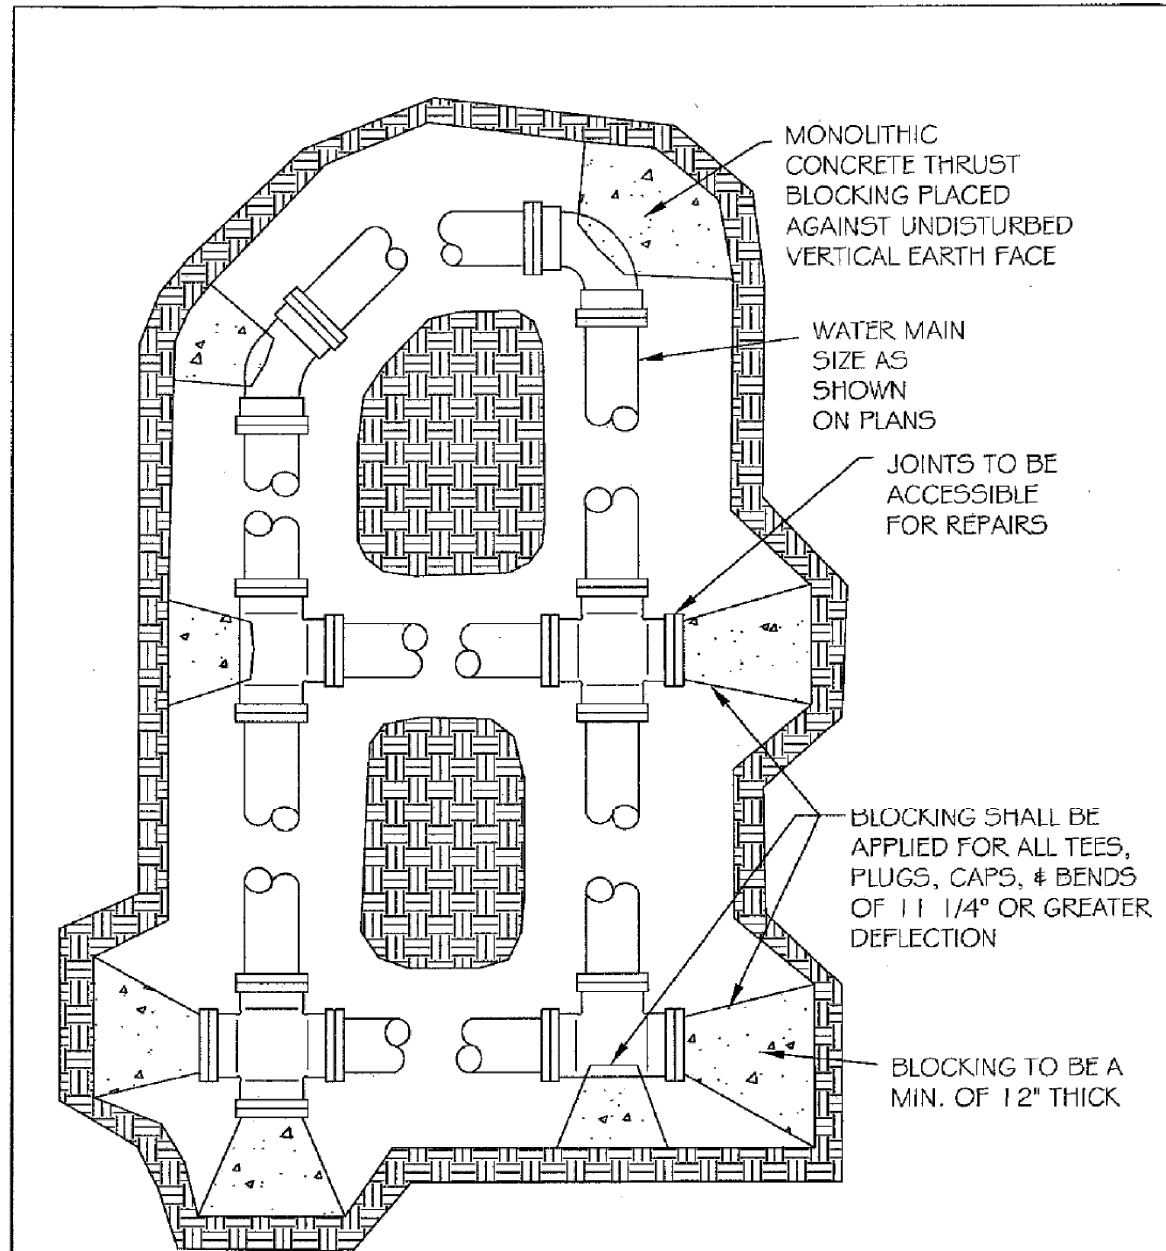 MONOLITHIC
CONCRETE THRUST
BLOCKING PLACED
AGAINST UNDISTURBED
VERTICAL EARTH FACE
WATER MAIN
SIZE AS
SHOWN
ON PLANS
JOINTS TO BE
ACCESSIBLE
FOR REPAIRS
BLOCKING SHALL BE
APPLIED FOR ALL TEES,
PLUGS, CAPS, & BENDS
OF 11 1/4° OR GREATER
DEFLECTION
BLOCKING TO BE A
MIN. OF 12" THICK